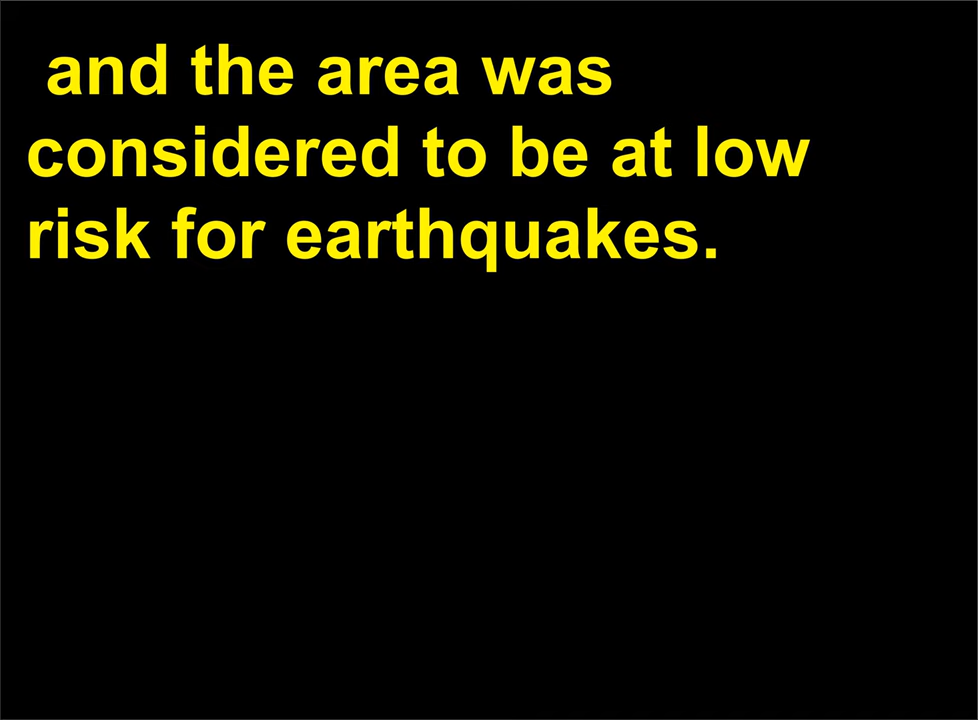 and the area was
considered to be at low
risk for earthquakes.